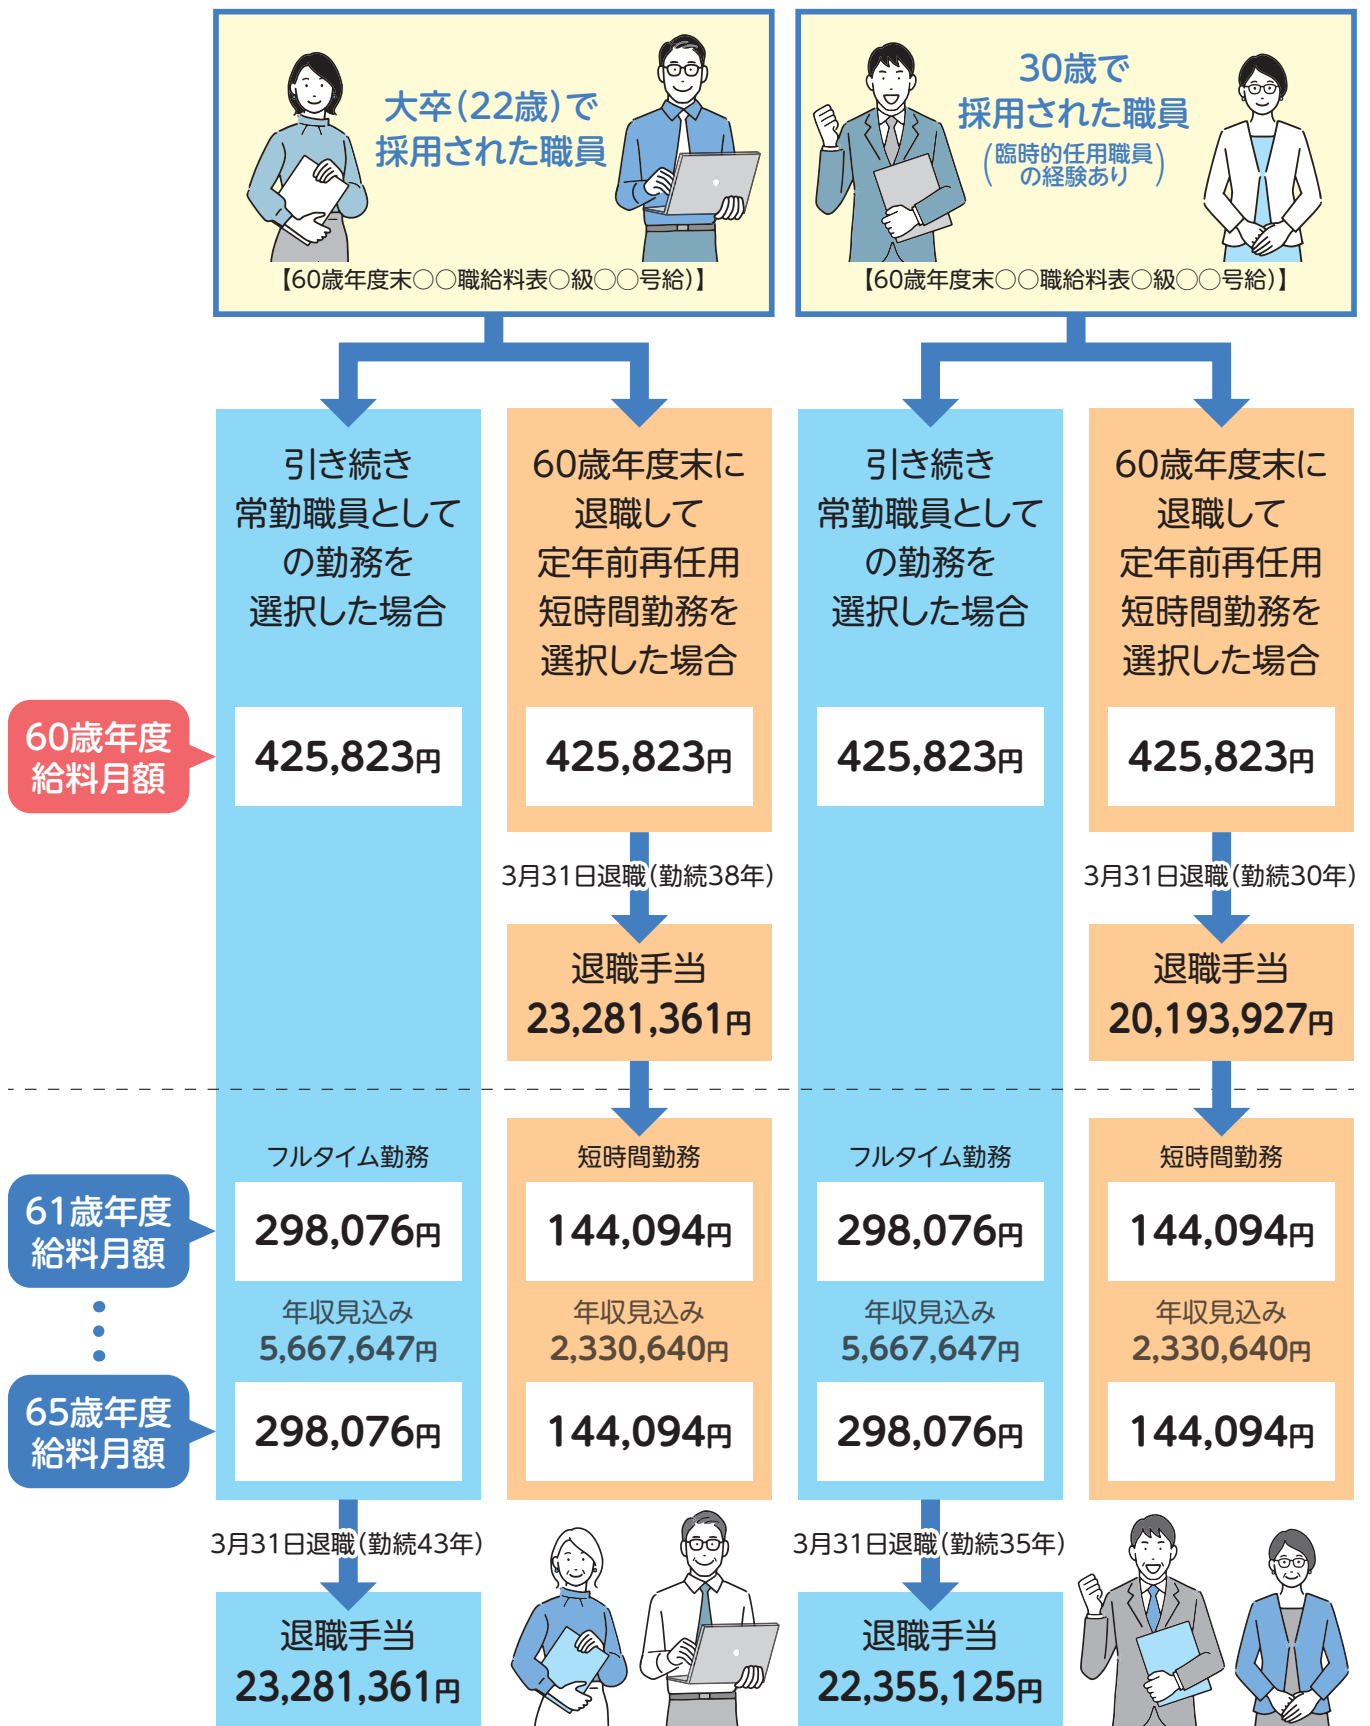 大卒(22歳)で
採用された職員
【60歳年度末○○職給料表○級○○号給)】
30歳で
採用された職員
(臨時的任用職員
の経験あり)
【60歳年度末○○職給料表○級○○号給)】
引き続き
常勤職員として
の勤務を
選択した場合
60歳年度末に
退職して
定年前再任用
短時間勤務を
選択した場合
引き続き
常勤職員として
の勤務を
選択した場合
60歳年度末に
退職して
定年前再任用
短時間勤務を
選択した場合
60歳年度
給料月額
425,823円
425,823円
425,823円
425,823円
3月31日退職(勤続38年)
3月31日退職(勤続30年)
退職手当
23,281,361円
退職手当
20,193,927円
フルタイム勤務
短時間勤務
フルタイム勤務
短時間勤務
61歳年度
給料月額
298,076円
144,094円
298,076円
144,094円
年収見込み
5,667,647円
年収見込み
2,330,640円
年収見込み
5,667,647円
年収見込み
2,330,640円
65歳年度
給料月額
298,076円
144,094円
298,076円
144,094円
3月31日退職(勤続43年)
3月31日退職(勤続35年)
退職手当
23,281,361円
退職手当
22,355,125円